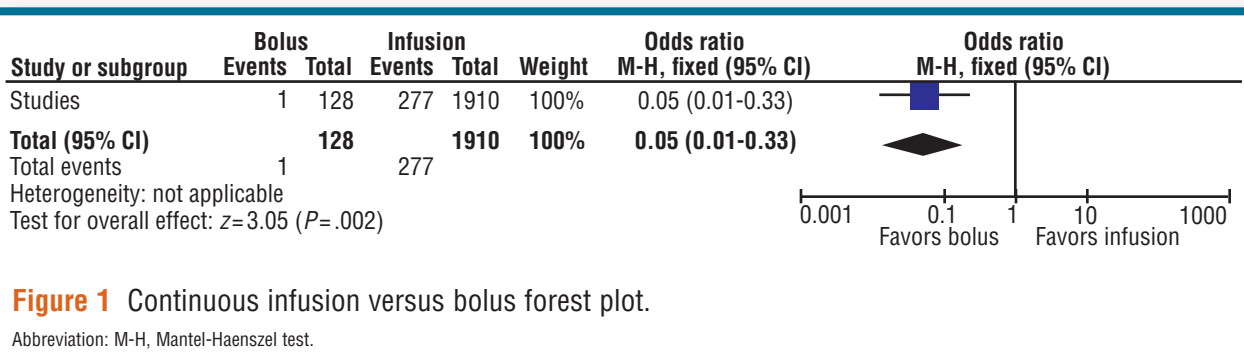 Bolus Infusion Odds ratio Odds ratio
Study or subgroup Events Total Events Total Weight M-H, fixed (95% CI) M-H, fixed (95% CI)
Studies 1 128 277 1910 100% 0.05 (0.01-0.33)
Total (95% CI) 128 1910 100% 0.05 (0.01-0.33)
Total events 1 277
Heterogeneity: not applicable
Test for overall effect: z=3.05 (P=.002)
0.001 0.1 1 10 1000
Favors bolus Favors infusion
Figure 1 Continuous infusion versus bolus forest plot.
Abbreviation: M-H, Mantel-Haenszel test.